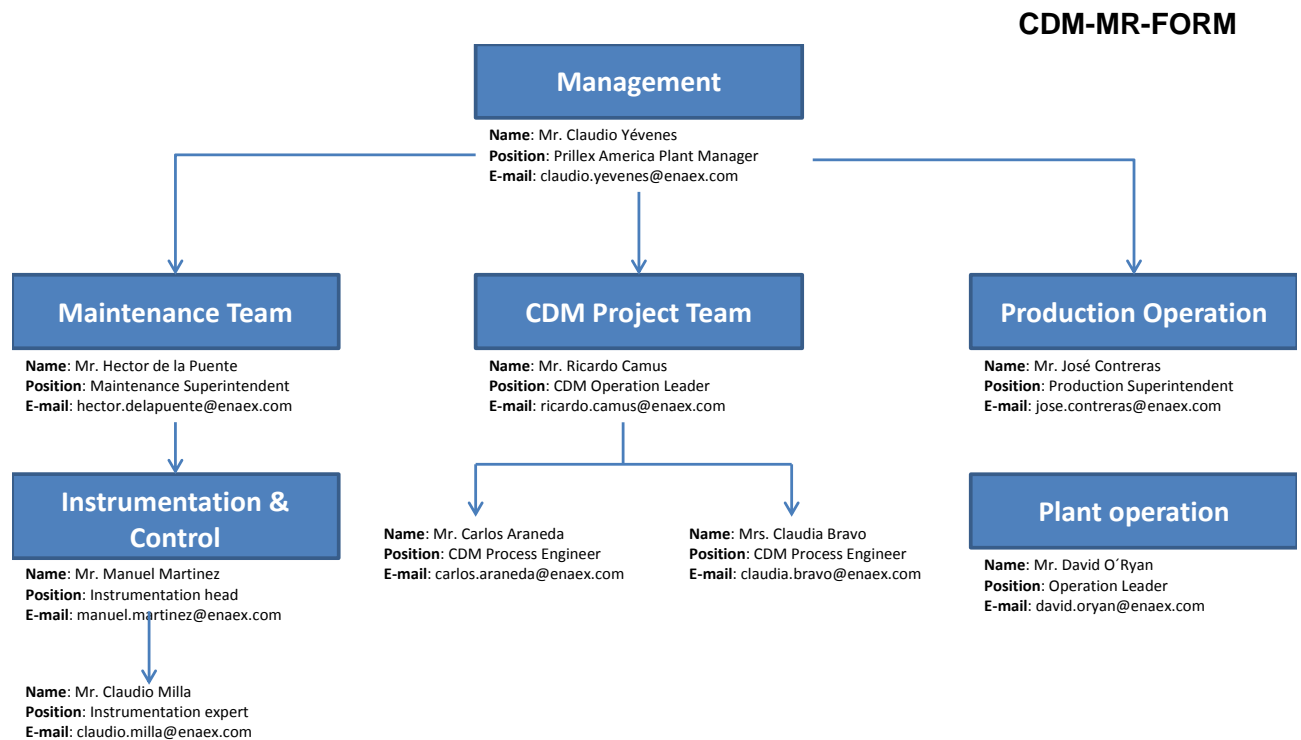 CDM-MR-FORM
Management
Name: Mr. Claudio Yévenes
Position: Prillex America Plant Manager
E-mail: claudio.yevenes@enaex.com
Maintenance Team
Name: Mr. Hector de la Puente
Position: Maintenance Superintendent
E-mail: hector.delapuente@enaex.com
CDM Project Team
Name: Mr. Ricardo Camus
Position: CDM Operation Leader
E-mail: ricardo.camus@enaex.com
Production Operation
Name: Mr. José Contreras
Position: Production Superintendent
E-mail: jose.contreras@enaex.com
Instrumentation &
Control
Name: Mr. Manuel Martinez
Position: Instrumentation head
E-mail: manuel.martinez@enaex.com
Name: Mr. Carlos Araneda
Position: CDM Process Engineer
E-mail: carlos.araneda@enaex.com
Name: Mrs. Claudia Bravo
Position: CDM Process Engineer
E-mail: claudia.bravo@enaex.com
Plant operation
Name: Mr. David O´Ryan
Position: Operation Leader
E-mail: david.oryan@enaex.com
Name: Mr. Claudio Milla
Position: Instrumentation expert
E-mail: claudio.milla@enaex.com